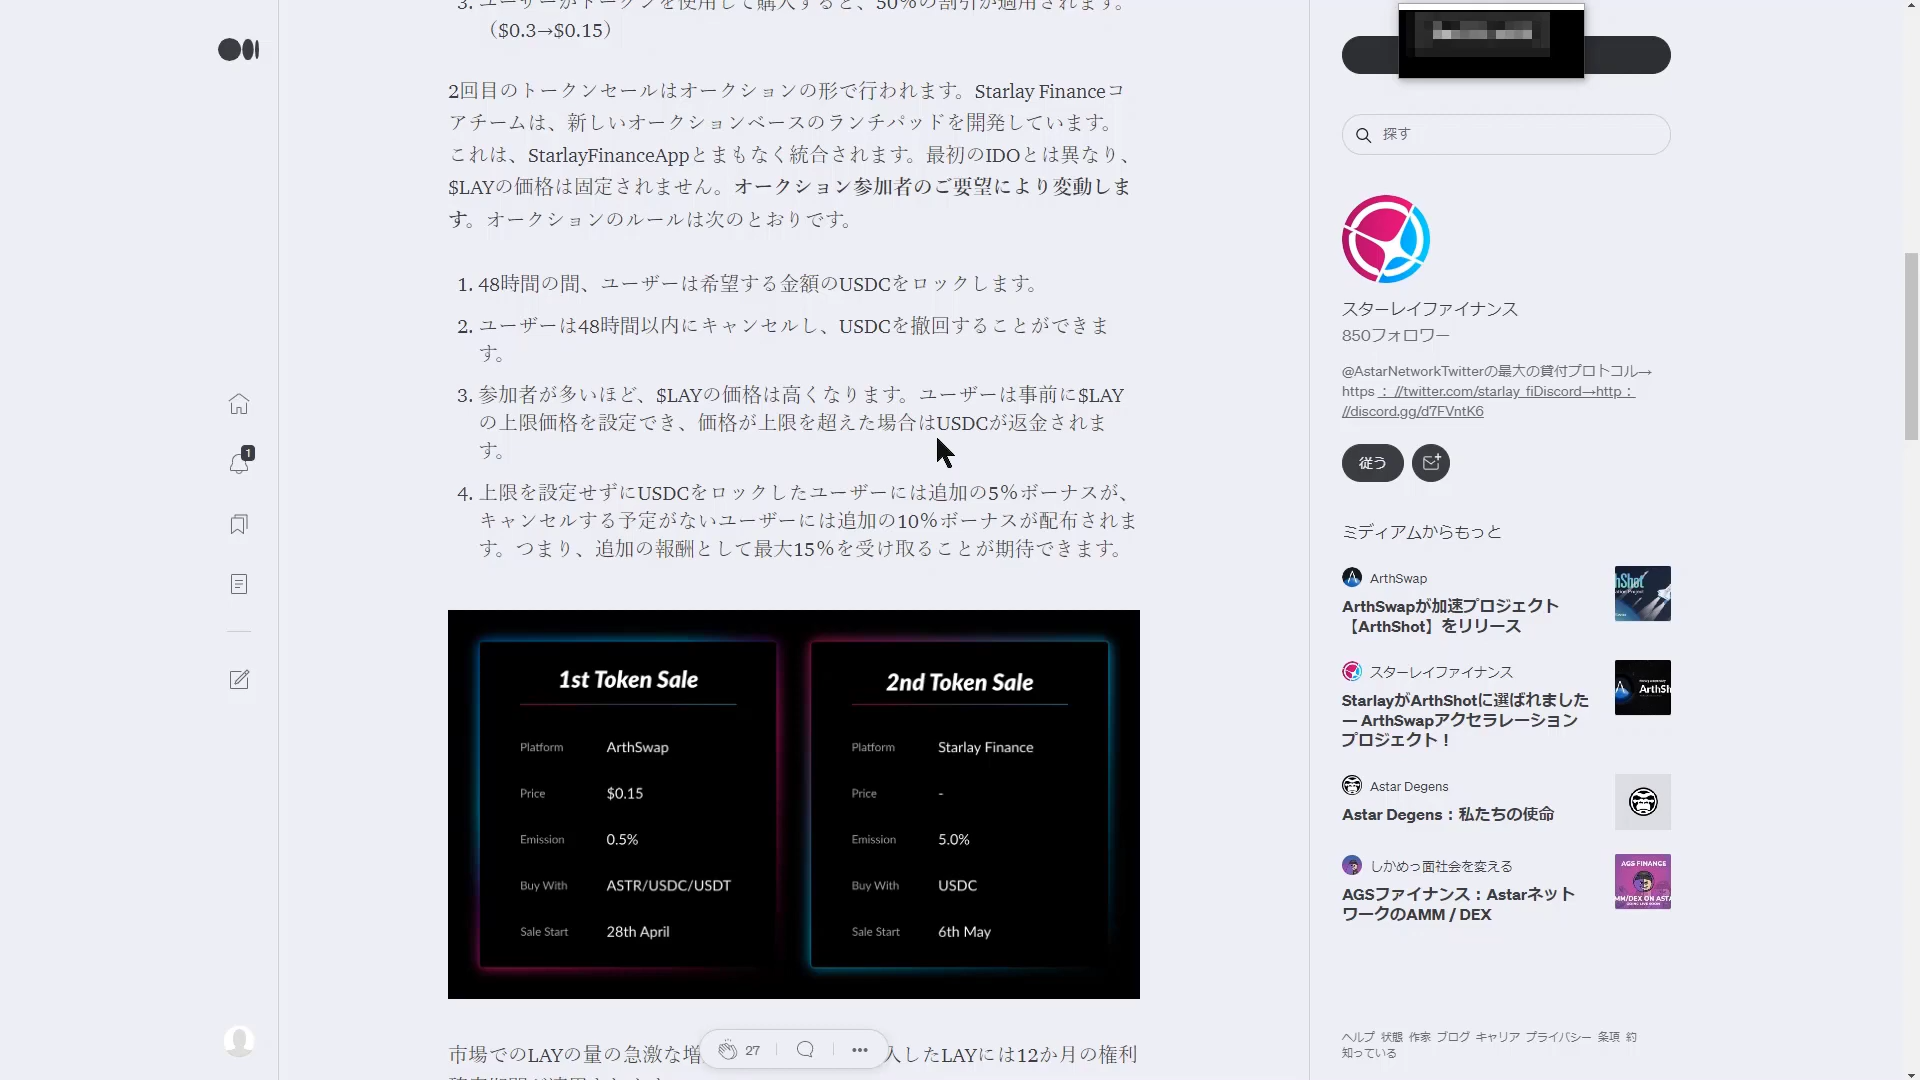 3. ユーザーがトークンを使用して購入すると、50％の割引が適用されます。
（$0.3→$0.15）
2回目のトークンセールはオークションの形で行われます。Starlay Financeコ
アチームは、新しいオークションベースのランチパッドを開発しています。
これは、StarlayFinanceAppとまもなく統合されます。最初のIDOとは異なり、
$LAYの価格は固定されません。オークション参加者のご要望により変動しま
す。オークションのルールは次のとおりです。
1. 48時間の間、ユーザーは希望する金額のUSDCをロックします。
2. ユーザーは48時間以内にキャンセルし、USDCを撤回することができま
す。
3. 参加者が多いほど、$LAYの価格は高くなります。ユーザーは事前に$LAY
の上限価格を設定でき、価格が上限を超えた場合はUSDCが返金されま
す。
4. 上限を設定せずにUSDCをロックしたユーザーには追加の5％ボーナスが、
キャンセルする予定がないユーザーには追加の10％ボーナスが配布されま
す。つまり、追加の報酬として最大15％を受け取ることが期待できます。
1st Token Sale
Platform ArthSwap
Price $0.15
Emission 0.5%
Buy With ASTR/USDC/USDT
Sale Start 28th April
2nd Token Sale
Platform Starlay Finance
Price -
Emission 5.0%
Buy With USDC
Sale Start 6th May
市場でのLAYの量の急激な増
入したLAYには12か月の権利
27
1
探す
スターレイファイナンス
850フォロワー
@AstarNetworkTwitterの最大の貸付プロトコル→
https：//twitter.com/starlay_fiDiscord→http：
//discord.gg/d7FVntK6
従う
ミディアムからもっと
ArthSwap
ArthSwapが加速プロジェクト
【ArthShot】をリリース
スターレイファイナンス
StarlayがArthShotに選ばれました
— ArthSwapアクセラレーション
プロジェクト！
Astar Degens
Astar Degens：私たちの使命
しかめっ面社会を変える
AGSファイナンス：Astarネット
ワークのAMM / DEX
AGS FINANCE
ヘルプ 状態 作家 ブログ キャリア プライバシー 条項 約
知っている